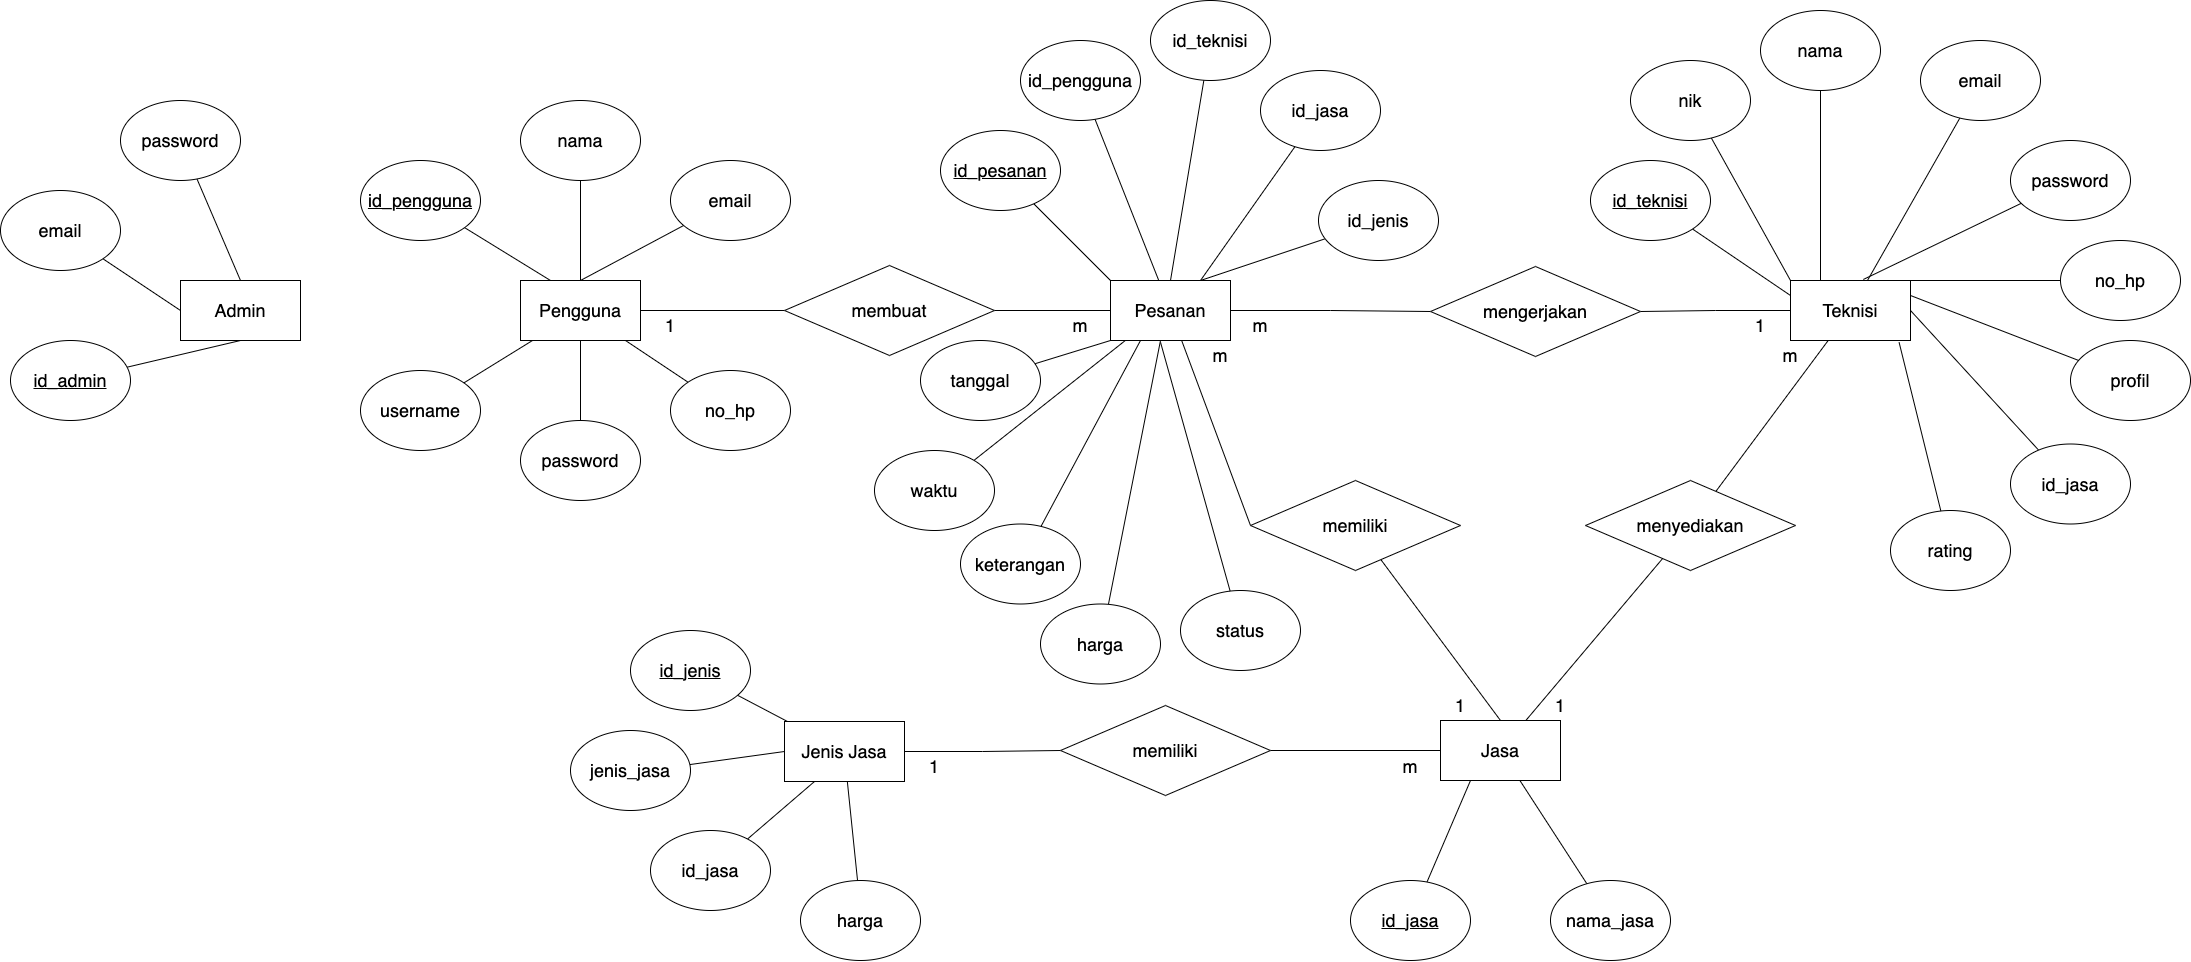 id_teknisi
nama
id_pengguna
email
nik
id_jasa
password
nama
id_pesanan
password
id_pengguna
email
id_teknisi
id_jenis
email
no_hp
Admin
Pengguna
membuat
Pesanan
mengerjakan
Teknisi
1
m
m
1
m
m
id_admin
tanggal
profil
username
no_hp
password
waktu
id_jasa
memiliki
menyediakan
rating
keterangan
status
harga
id_jenis
1
1
Jenis Jasa
memiliki
Jasa
1
m
jenis_jasa
id_jasa
harga
id_jasa
nama_jasa